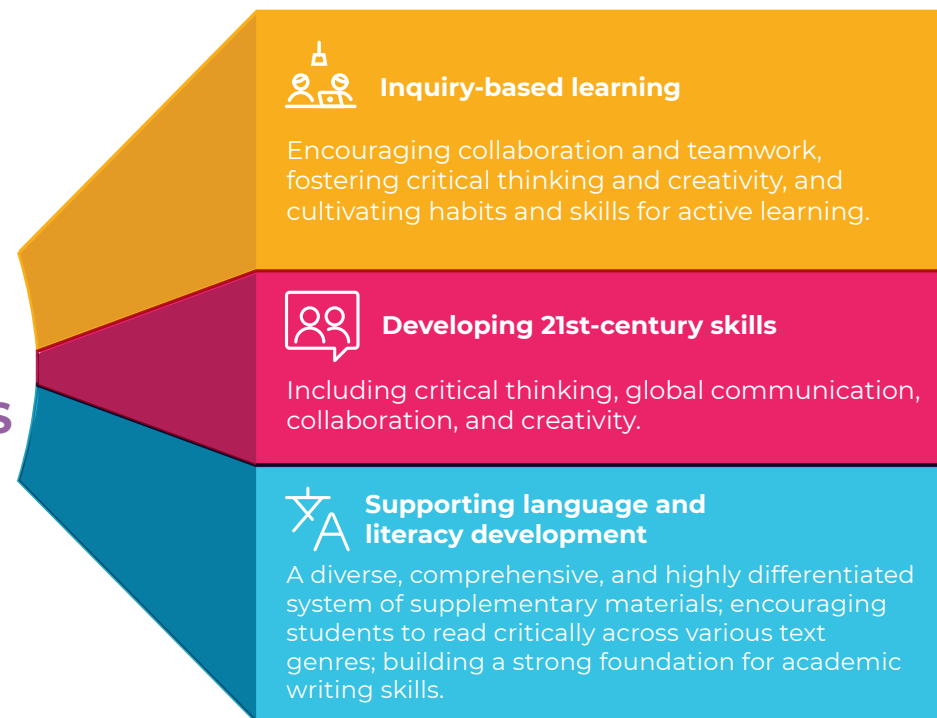 Inquiry-based learning
Encouraging collaboration and teamwork,
fostering critical thinking and creativity, and
cultivating habits and skills for active learning.
Developing 21st-century skills
Including critical thinking, global communication,
collaboration, and creativity.
s
Supporting language and
literacy development
A diverse, comprehensive, and highly differentiated
system of supplementary materials; encouraging
students to read critically across various text
genres; building a strong foundation for academic
writing skills.